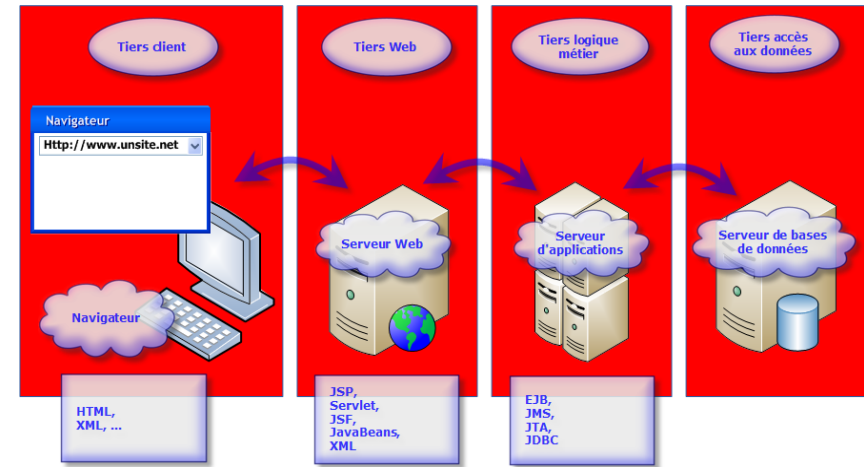 Tiers client
Tiers Web
Tiers logique
métier
Tiers accès
aux données
Navigateur
Http://www.unsite.net
Navigateur
Serveur Web
Serveur
d'applications
Serveur de bases
de données
HTML,
XML, ...
JSP,
Servlet,
JSF,
JavaBeans,
XML
EJB,
JMS,
JTA,
JDBC